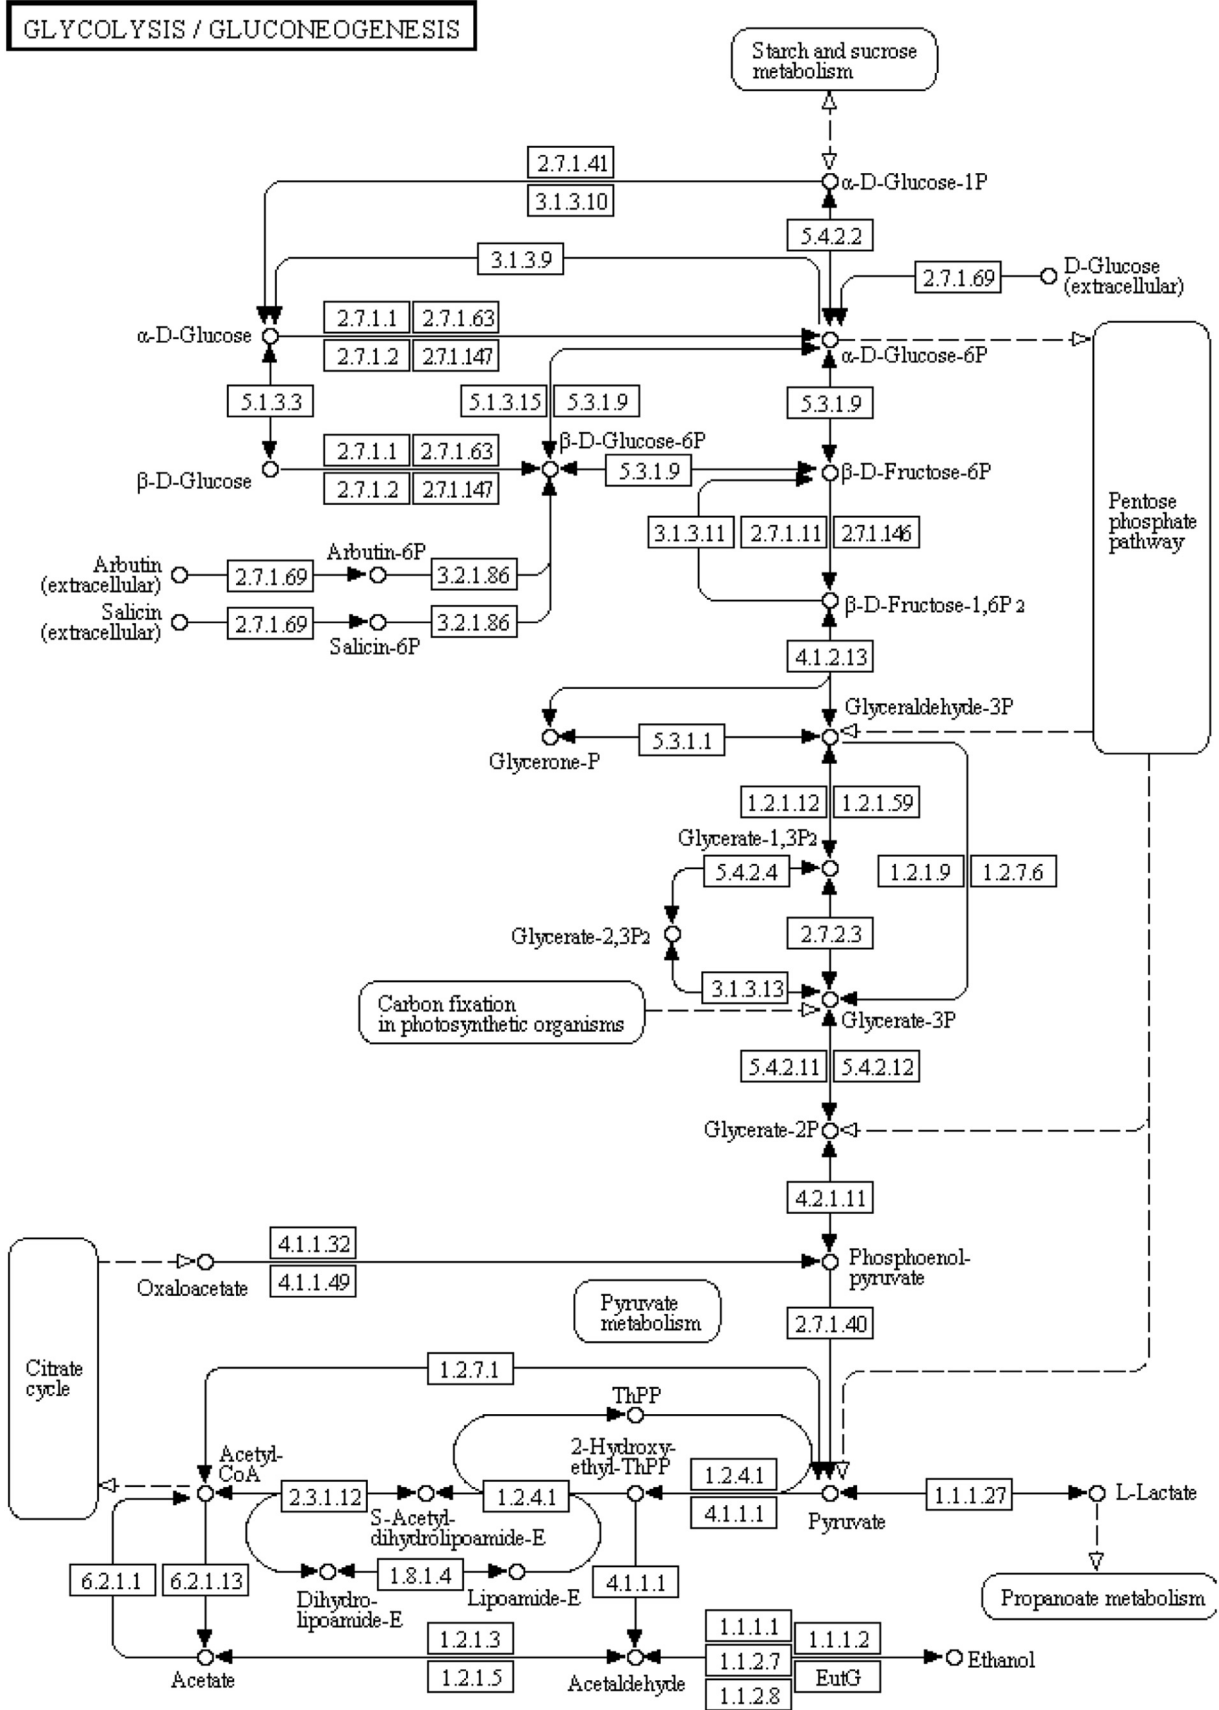 GLYCOLYSIS / GLUCONEOGENESIS
Starch and sucrose
metabolism
2.7.1.41
α-D-Glucose-1P
3.1.3.10
5.4.2.2
3.1.3.9
D-Glucose
(extracellular)
2.7.1.69
α-D-Glucose
2.7.1.1
2.7.1.63
2.7.1.2
2.7.1.147
α-D-Glucose-6P
5.1.3.3
5.1.3.15
5.3.1.9
5.3.1.9
β-D-Glucose
2.7.1.1
2.7.1.63
2.7.1.2
2.7.1.147
β-D-Glucose-6P
5.3.1.9
β-D-Fructose-6P
Pentose
phosphate
pathway
3.1.3.11
2.7.1.11
2.7.1.146
Arbutin
(extracellular)
2.7.1.69
Arbutin-6P
3.2.1.86
Salicin
(extracellular)
2.7.1.69
Salicin-6P
3.2.1.86
β-D-Fructose-1,6P2
4.1.2.13
Glyceraldehyde-3P
Glycerone-P
5.3.1.1
1.2.1.12
1.2.1.59
Glycerate-1,3P2
5.4.2.4
1.2.1.9
1.2.7.6
Glycerate-2,3P2
2.7.2.3
3.1.3.13
Carbon fixation
in photosynthetic organisms
Glycerate-3P
5.4.2.11
5.4.2.12
Glycerate-2P
4.2.1.11
4.1.1.32
Oxaloacetate
4.1.1.49
Phosphoenol-
pyruvate
Pyruvate
metabolism
2.7.1.40
Citrate
cycle
1.2.7.1
ThPP
Acetyl-
CoA
2-Hydroxy-
ethyl-ThPP
2.3.1.12
S-Acetyl-
dihydrolipoamide-E
1.2.4.1
1.2.4.1
4.1.1.1
Pyruvate
1.1.1.27
L-Lactate
6.2.1.1
6.2.1.13
Dihydro-
lipoamide-E
1.8.1.4
Lipoamide-E
4.1.1.1
Propanoate metabolism
Acetate
1.2.1.3
1.2.1.5
Acetaldehyde
1.1.1.1
1.1.1.2
1.1.2.7
EutG
1.1.2.8
Ethanol